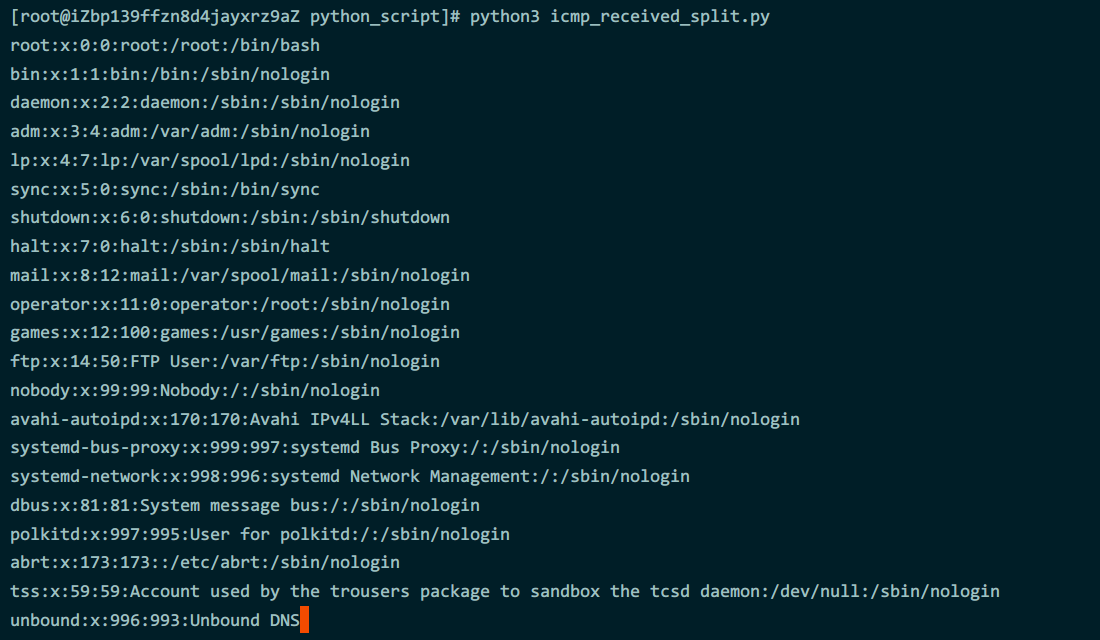 [root@iZbp139ffzn8d4jayxrz9aZ python_script]# python3 icmp_received_split.py
root:x:0:0:root:/root:/bin/bash
bin:x:1:1:bin:/bin:/sbin/nologin
daemon:x:2:2:daemon:/sbin:/sbin/nologin
adm:x:3:4:adm:/var/adm:/sbin/nologin
lp:x:4:7:lp:/var/spool/lpd:/sbin/nologin
sync:x:5:0:sync:/sbin:/bin/sync
shutdown:x:6:0:shutdown:/sbin:/sbin/shutdown
halt:x:7:0:halt:/sbin:/sbin/halt
mail:x:8:12:mail:/var/spool/mail:/sbin/nologin
operator:x:11:0:operator:/root:/sbin/nologin
games:x:12:100:games:/usr/games:/sbin/nologin
ftp:x:14:50:FTP User:/var/ftp:/sbin/nologin
nobody:x:99:99:Nobody:/:/sbin/nologin
avahi-autoipd:x:170:170:Avahi IPv4LL Stack:/var/lib/avahi-autoipd:/sbin/nologin
systemd-bus-proxy:x:999:997:systemd Bus Proxy:/:/sbin/nologin
systemd-network:x:998:996:systemd Network Management:/:/sbin/nologin
dbus:x:81:81:System message bus:/:/sbin/nologin
polkitd:x:997:995:User for polkitd:/:/sbin/nologin
abrt:x:173:173::/etc/abrt:/sbin/nologin
tss:x:59:59:Account used by the trousers package to sandbox the tcsd daemon:/dev/null:/sbin/nologin
unbound:x:996:993:Unbound DNS